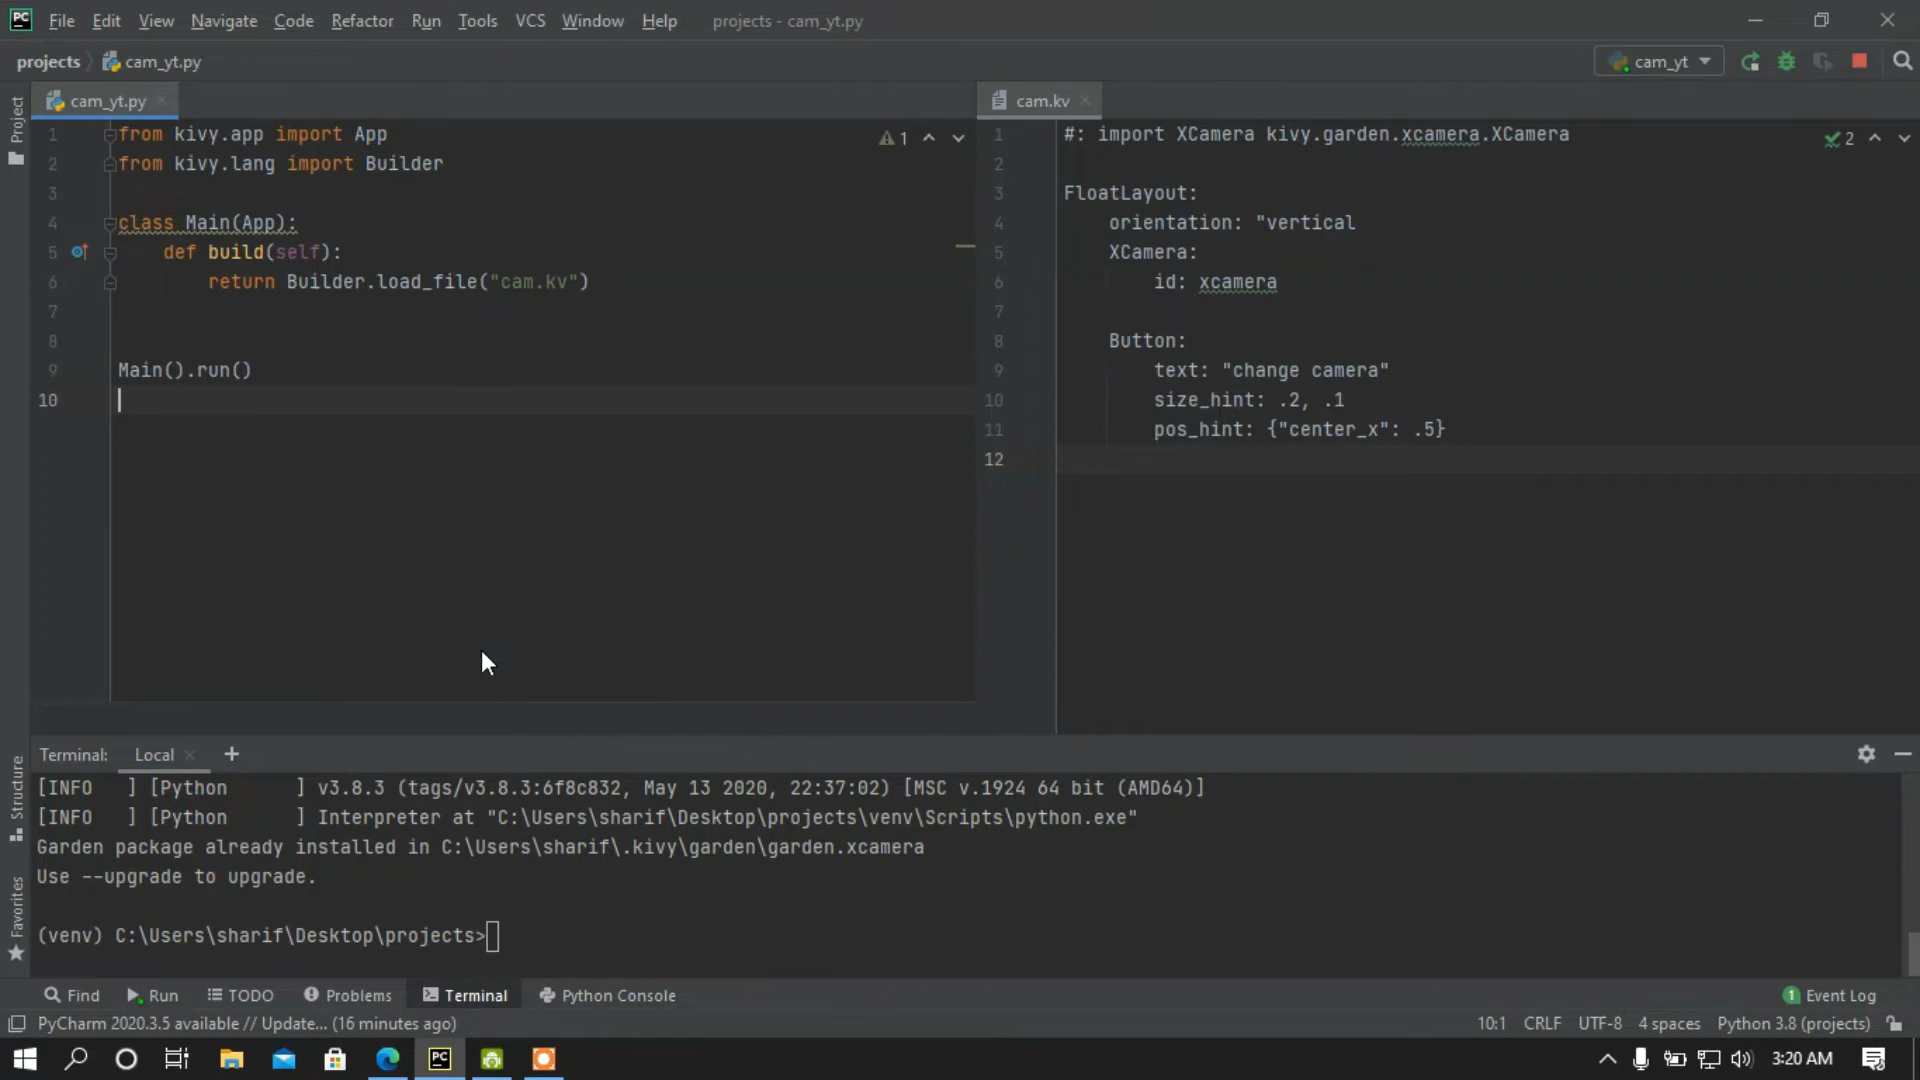 File Edit View Navigate Code Refactor Run Tools VCS Window Help projects - cam_yt.py
projects cam_yt.py cam_yt
cam_yt.py
1 from kivy.app import App
2 from kivy.lang import Builder
3
4 class Main(App):
5 def build(self):
6 return Builder.load_file("cam.kv")
7
8
9 Main().run()
10
1
cam.kv
1 #: import XCamera kivy.garden.xcamera.XCamera
2
3 FloatLayout:
4 orientation: "vertical
5 XCamera:
6 id: xcamera
7
8 Button:
9 text: "change camera"
10 size_hint: .2, .1
11 pos_hint: {"center_x": .5}
12
2
Project
Structure
Favorites
Terminal: Local +
[INFO ] [Python ] v3.8.3 (tags/v3.8.3:6f8c832, May 13 2020, 22:37:02) [MSC v.1924 64 bit (AMD64)]
[INFO ] [Python ] Interpreter at "C:\Users\sharif\Desktop\projects\venv\Scripts\python.exe"
Garden package already installed in C:\Users\sharif\.kivy\garden\garden.xcamera
Use --upgrade to upgrade.
(venv) C:\Users\sharif\Desktop\projects>
Find Run TODO Problems Terminal Python Console 1 Event Log
PyCharm 2020.3.5 available // Update... (16 minutes ago) 10:1 CRLF UTF-8 4 spaces Python 3.8 (projects)
PC 3:20 AM